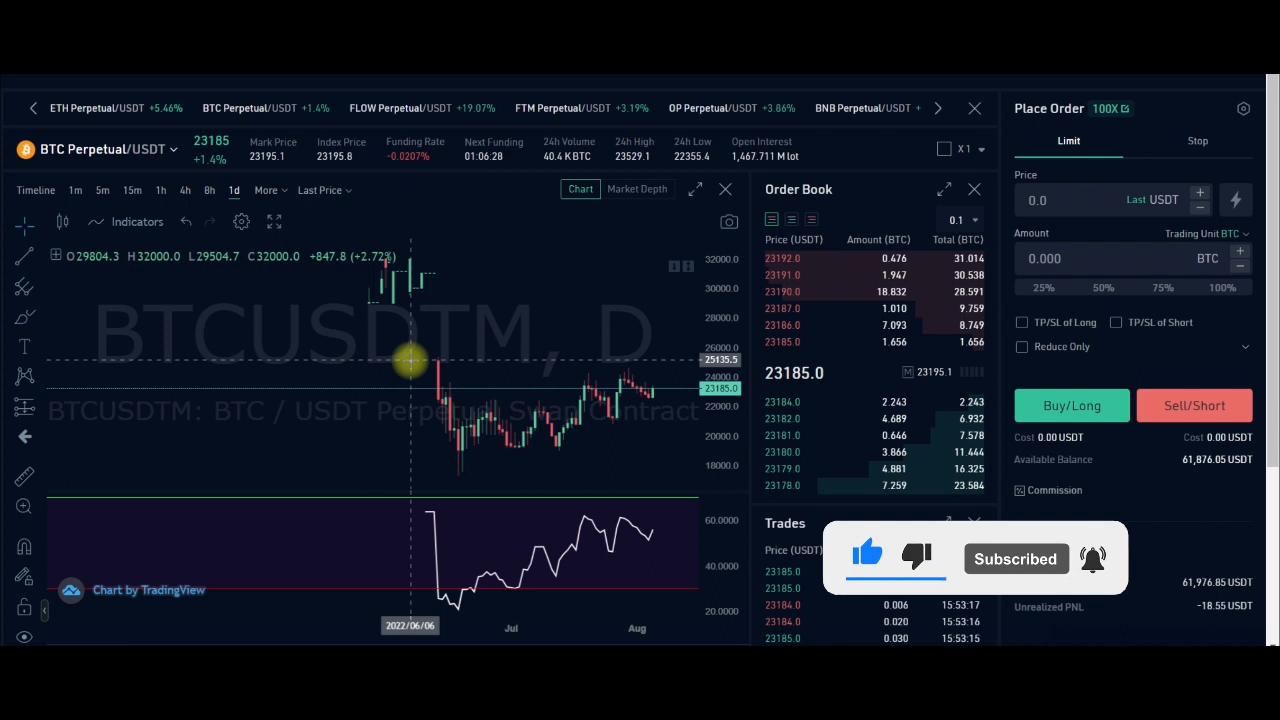 ETH Perpetual/USDT +5.46% BTC Perpetual/USDT +1.4% FLOW Perpetual/USDT +19.07% FTM Perpetual/USDT +3.19% OP Perpetual/USDT +3.86% BNB Perpetual/USDT +
Place Order 100X
BTC Perpetual/USDT 23185 +1.4%
Mark Price 23195.1
Index Price 23195.8
Funding Rate -0.0207%
Next Funding 01:06:28
24h Volume 40.4 K BTC
24h High 23529.1
24h Low 22355.4
Open Interest 1,467.711 M lot
X 1
Limit Stop
Timeline 1m 5m 15m 1h 4h 8h 1d More Last Price Chart Market Depth
Indicators
O29804.3 H32000.0 L29504.7 C32000.0 +847.8 (+2.72%)
BTCUSDTM, D
BTCUSDTM: BTC / USDT Perpetual Swap Contract
32000.0
30000.0
28000.0
26000.0
25135.5
24000.0
23185.0
22000.0
20000.0
18000.0
60.0000
40.0000
20.0000
Chart by TradingView
2022/06/06 Jul Aug
Order Book
0.1
Price (USDT) Amount (BTC) Total (BTC)
23192.0 0.476 31.014
23191.0 1.947 30.538
23190.0 18.832 28.591
23187.0 1.010 9.759
23186.0 7.093 8.749
23185.0 1.656 1.656
23185.0 M 23195.1
23184.0 2.243 2.243
23182.0 4.689 6.932
23181.0 0.646 7.578
23180.0 3.866 11.444
23179.0 4.881 16.325
23178.0 7.259 23.584
Trades
Price (USDT)
23185.0
23185.0
23184.0 0.006 15:53:17
23184.0 0.020 15:53:16
23185.0 0.030 15:53:15
Price
0.0 Last USDT
Amount Trading Unit BTC
0.000 BTC
25% 50% 75% 100%
TP/SL of Long TP/SL of Short
Reduce Only
Buy/Long Sell/Short
Cost 0.00 USDT Cost 0.00 USDT
Available Balance 61,876.05 USDT
Commission
Subscribed
61,976.85 USDT
Unrealized PNL -18.55 USDT